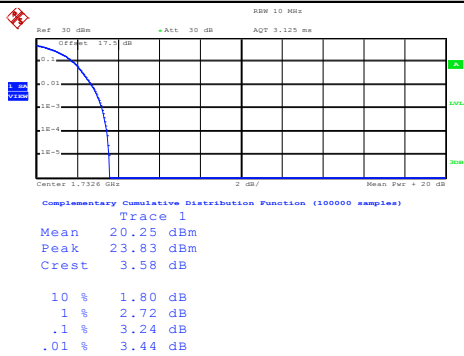 RBW 10 MHz
Ref 30 dBm *Att 30 dB AQT 3.125 ms
Offset 17.5 dB
0.1
0.01
1E-3
1E-4
1E-5
A
1 SA
VIEW
LVL
3DB
Center 1.7326 GHz 2 dB/ Mean Pwr + 20 dB
Complementary Cumulative Distribution Function (100000 samples)
Trace 1
Mean 20.25 dBm
Peak 23.83 dBm
Crest 3.58 dB
10 % 1.80 dB
1 % 2.72 dB
.1 % 3.24 dB
.01 % 3.44 dB